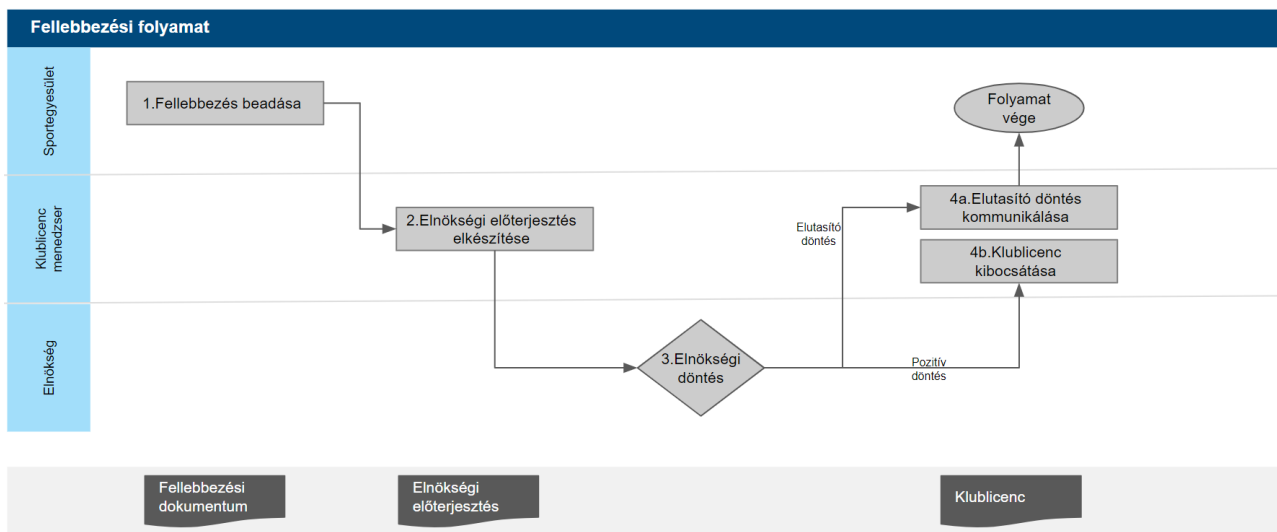 Fellebbezési folyamat
Sportegyesület
1.Fellebbezés beadása
Folyamat
vége
Klublicenc
menedzser
2.Elnökségi előterjesztés
elkészítése
Elutasító
döntés
4a.Elutasító döntés
kommunikálása
4b.Klublicenc
kibocsátása
Elnökség
3.Elnökségi
döntés
Pozitív
döntés
Fellebbezési
dokumentum
Elnökségi
előterjesztés
Klublicenc